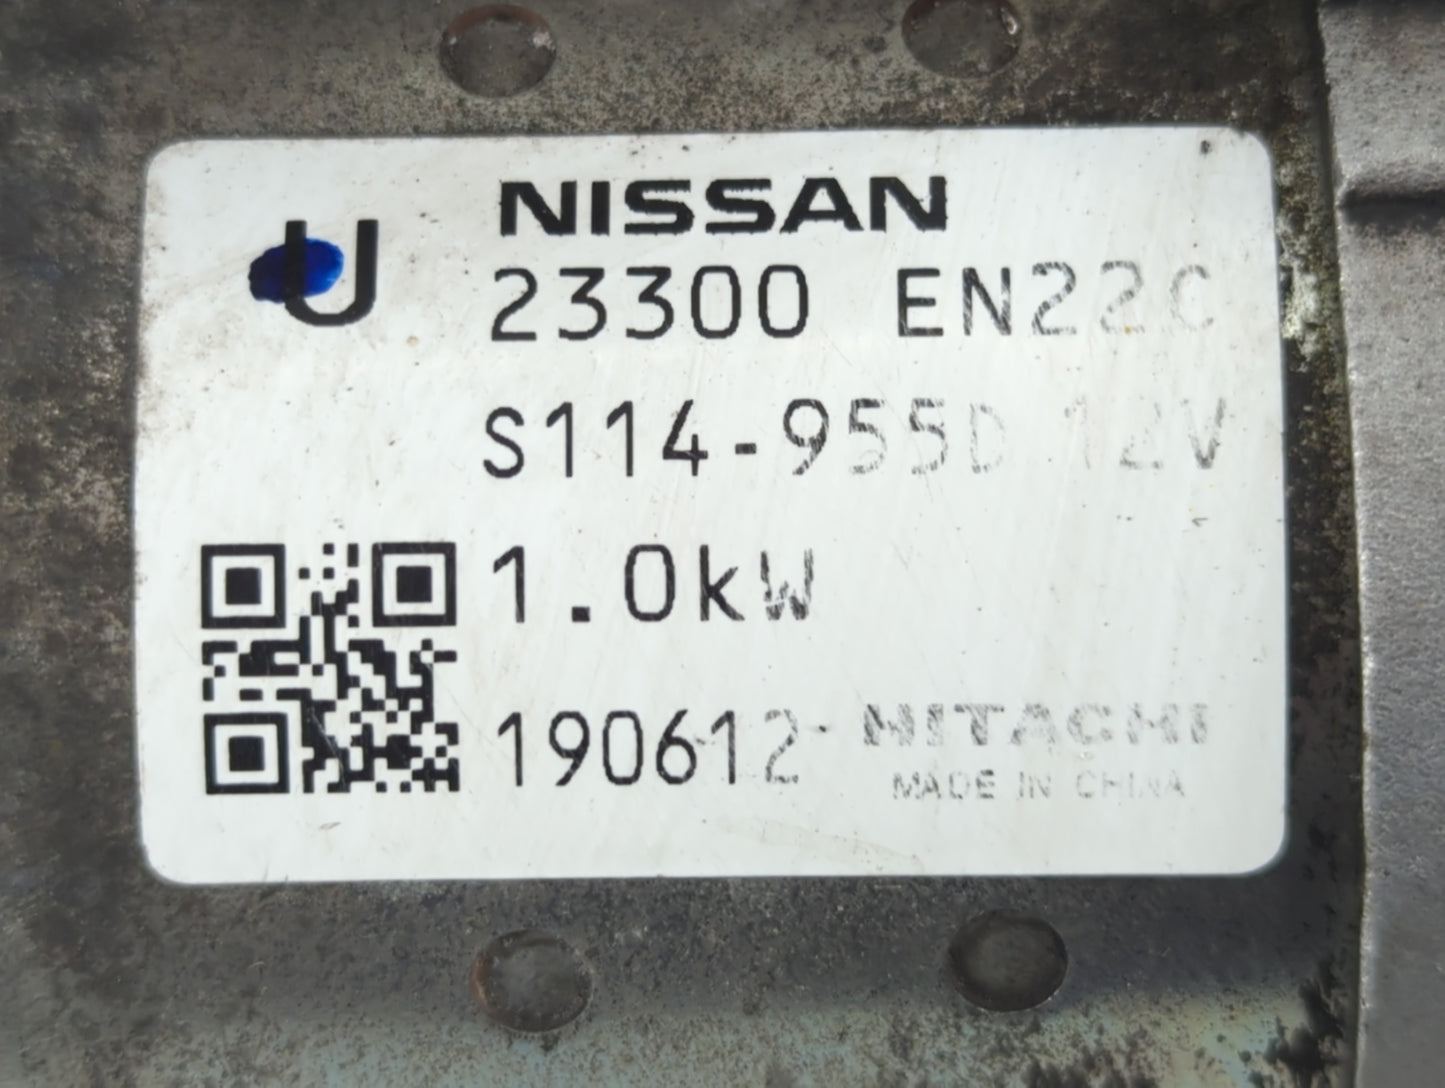 NISSAN
U
23300 EN22C
S114-955D 12V
1.0kW
190612 HITACHI
MADE IN CHINA